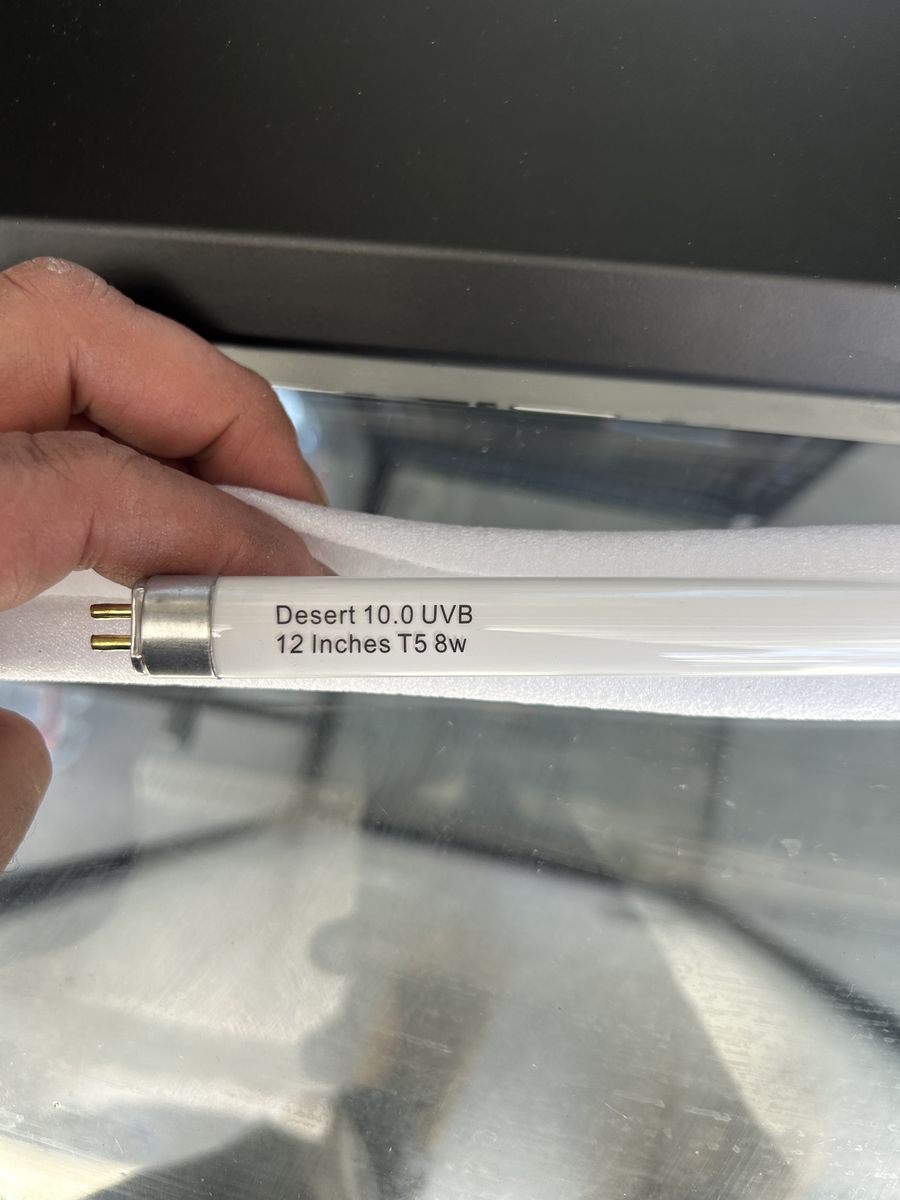 Desert 10.0 UVB
12 Inches T5 8w